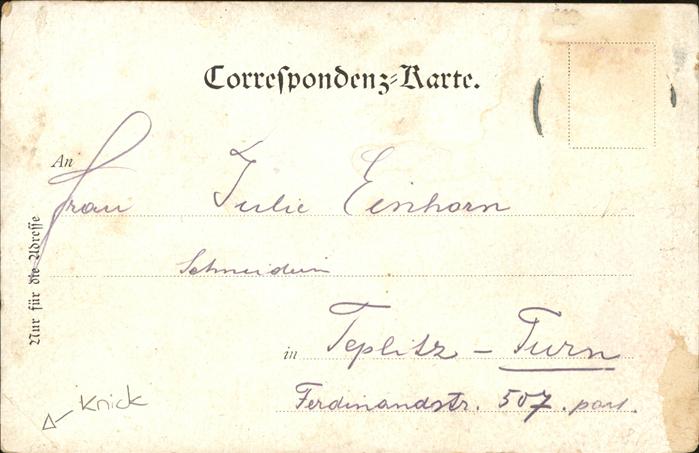 Correspondenz-Karte.
An
Frau Julie Einhorn
Schneiderin
in Teplitz - Turn
Ferdinandstr. 507. part.
Nur für die Adresse
Knick